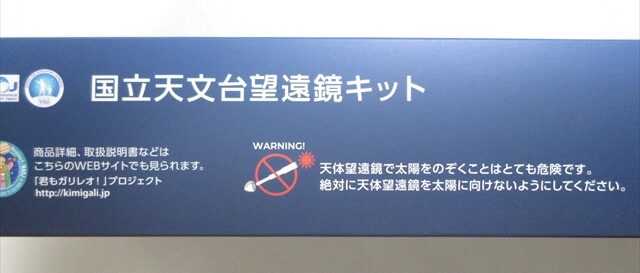 国立天文台望遠鏡キット
商品詳細、取扱説明書などは
こちらのWEBサイトでも見られます。
「君もガリレオ!」プロジェクト
http://kimigali.jp
WARNING!
天体望遠鏡で太陽をのぞくことはとても危険です。
絶対に天体望遠鏡を太陽に向けないようにしてください。